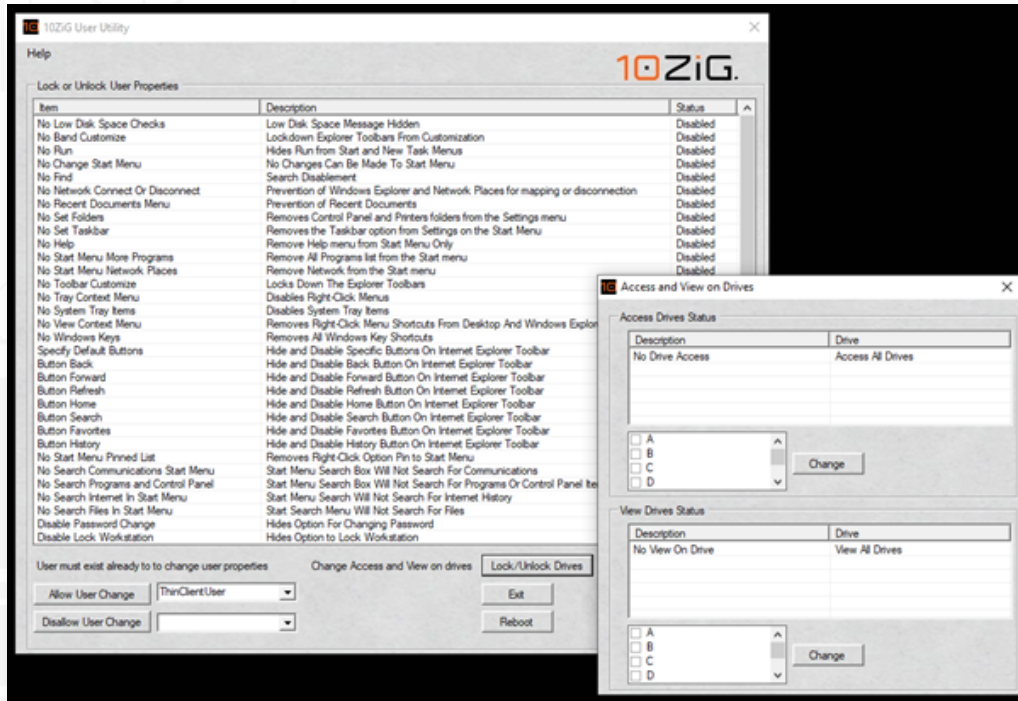 10ZiG User Utility
Help
10ZiG.
Lock or Unlock User Properties
Item Description Status
No Low Disk Space Checks Low Disk Space Message Hidden Disabled
No Band Customize Lockdown Explorer Toolbars From Customization Disabled
No Run Hides Run from Start and New Task Menus Disabled
No Change Start Menu No Changes Can Be Made To Start Menu Disabled
No Find Search Disablement Disabled
No Network Connect Or Disconnect Prevention of Windows Explorer and Network Places for mapping or disconnection Disabled
No Recent Documents Menu Prevention of Recent Documents Disabled
No Set Folders Removes Control Panel and Printers folders from the Settings menu Disabled
No Set Taskbar Removes the Taskbar option from Settings on the Start Menu Disabled
No Help Remove Help menu from Start Menu Only Disabled
No Start Menu More Programs Remove All Programs list from the Start menu Disabled
No Start Menu Network Places Remove Network from the Start menu Disabled
No Toolbar Customize Locks Down The Explorer Toolbars
No Tray Context Menu Disables Right-Click Menus
No System Tray Items Disables System Tray Items
No View Context Menu Removes Right-Click Menu Shortcuts From Desktop And Windows Explor
No Windows Keys Removes All Windows Key Shortcuts
Specify Default Buttons Hide and Disable Specific Buttons On Internet Explorer Toolbar
Button Back Hide and Disable Back Button On Internet Explorer Toolbar
Button Forward Hide and Disable Forward Button On Internet Explorer Toolbar
Button Refresh Hide and Disable Refresh Button On Internet Explorer Toolbar
Button Home Hide and Disable Home Button On Internet Explorer Toolbar
Button Search Hide and Disable Search Button On Internet Explorer Toolbar
Button Favorites Hide and Disable Favorites Button On Internet Explorer Toolbar
Button History Hide and Disable History Button On Internet Explorer Toolbar
No Start Menu Pinned List Removes Right-Click Option Pin to Start Menu
No Search Communications Start Menu Start Menu Search Box Will Not Search For Communications
No Search Programs and Control Panel Start Menu Search Box Will Not Search For Programs Or Control Panel Ite
No Search Internet In Start Menu Start Menu Search Will Not Search For Internet History
No Search Files In Start Menu Start Search Menu Will Not Search For Files
Disable Password Change Hides Option For Changing Password
Disable Lock Workstation Hides Option to Lock Workstation
User must exist already to to change user properties Change Access and View on drives Lock/Unlock Drives
Allow User Change ThinClientUser Exit
Disallow User Change Reboot
Access and View on Drives
Access Drives Status
Description Drive
No Drive Access Access All Drives
A
B
C
D
Change
View Drives Status
Description Drive
No View On Drive View All Drives
A
B
C
D
Change